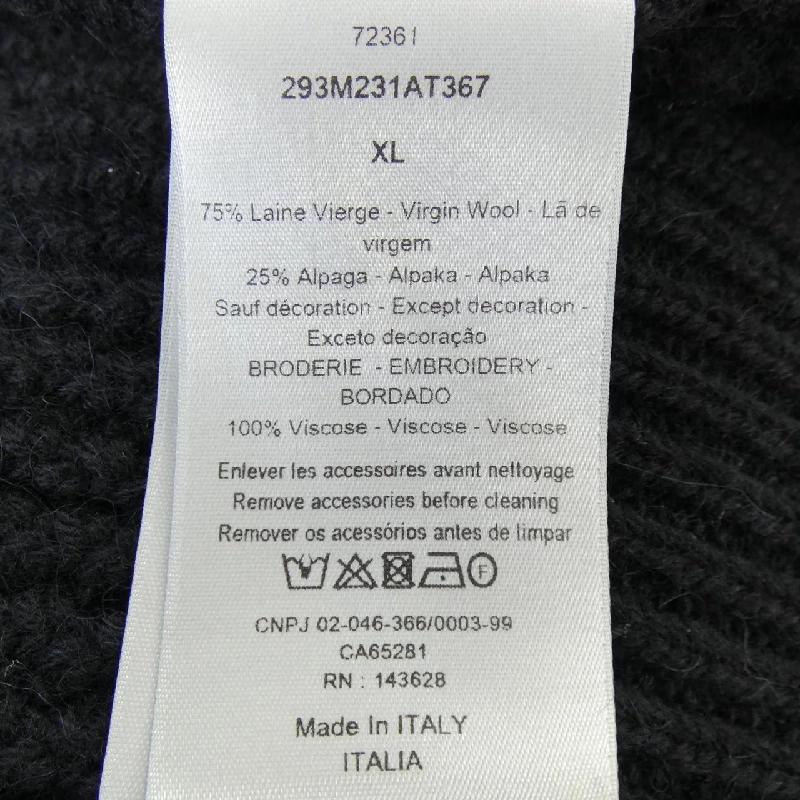 72361
293M231AT367
XL
75% Laine Vierge - Virgin Wool - Lã de
virgem
25% Alpaga - Alpaka - Alpaka
Sauf décoration - Except decoration -
Exceto decoração
BRODERIE - EMBROIDERY -
BORDADO
100% Viscose - Viscose - Viscose
Enlever les accessoires avant nettoyage
Remove accessories before cleaning
Remover os acessórios antes de limpar
F
CNPJ 02-046-366/0003-99
CA65281
RN : 143628
Made In ITALY
ITALIA